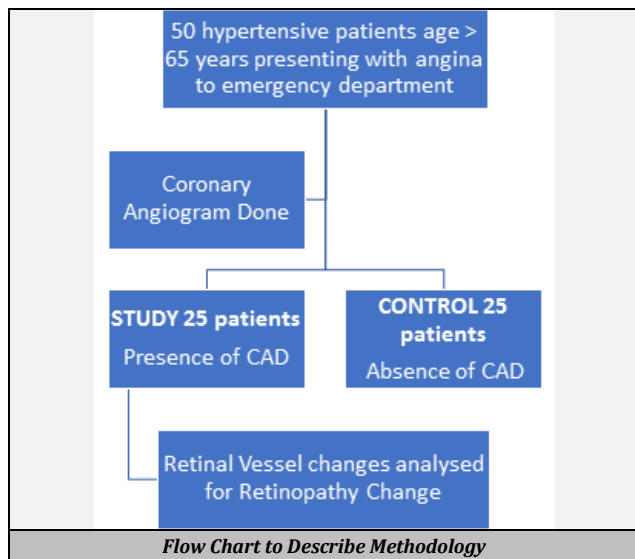 50 hypertensive patients age >
65 years presenting with angina
to emergency department
Coronary
Angiogram Done
STUDY 25 patients
Presence of CAD
CONTROL 25
patients
Absence of CAD
Retinal Vessel changes analysed
for Retinopathy Change
Flow Chart to Describe Methodology